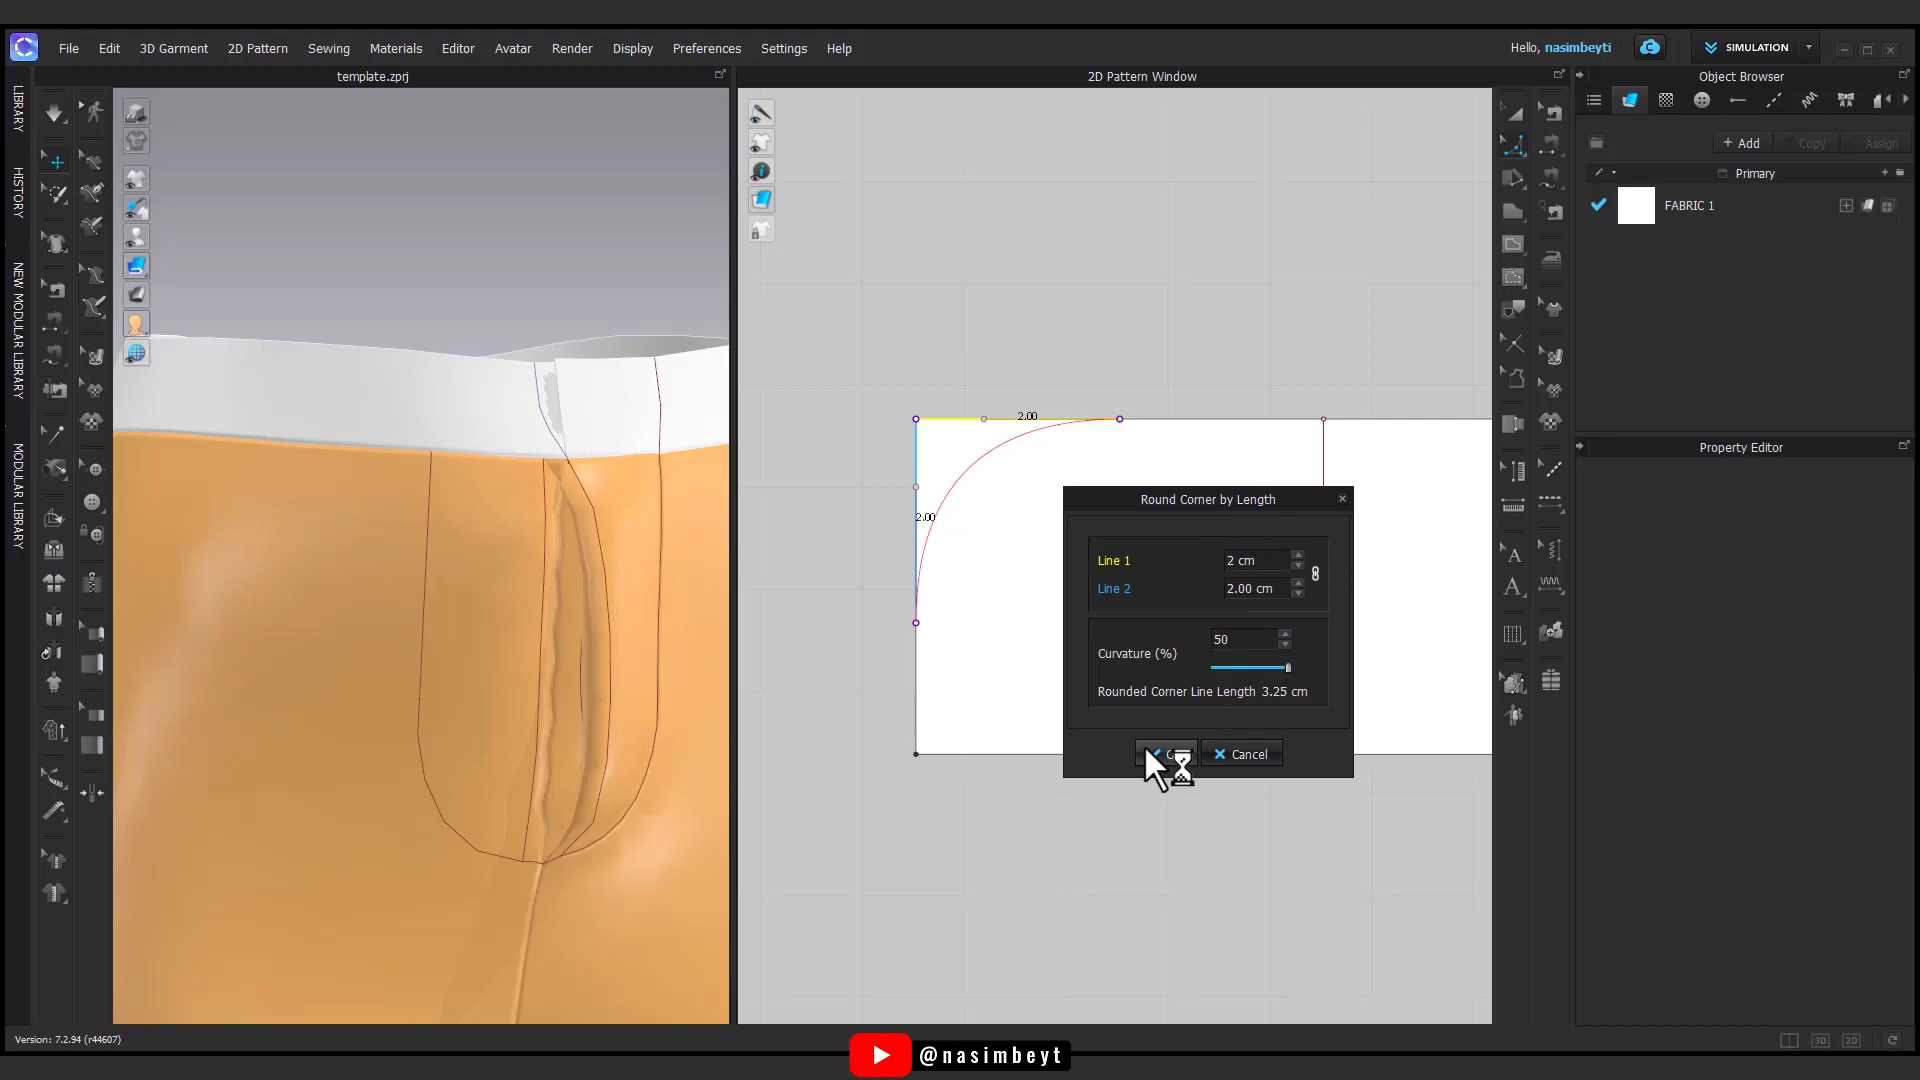 File Edit 3D Garment 2D Pattern Sewing Materials Editor Avatar Render Display Preferences Settings Help
Hello, nasimbeyti
SIMULATION
template.zprj
2D Pattern Window
Object Browser
LIBRARY
HISTORY
NEW MODULAR LIBRARY
MODULAR LIBRARY
+ Add
Copy
Assign
Primary
FABRIC 1
Property Editor
2.00
2.00
Round Corner by Length
Line 1 2 cm
Line 2 2.00 cm
Curvature (%) 50
Rounded Corner Line Length 3.25 cm
Cancel
Version: 7.2.94 (r44607)
3D
2D
@nasimbeyt